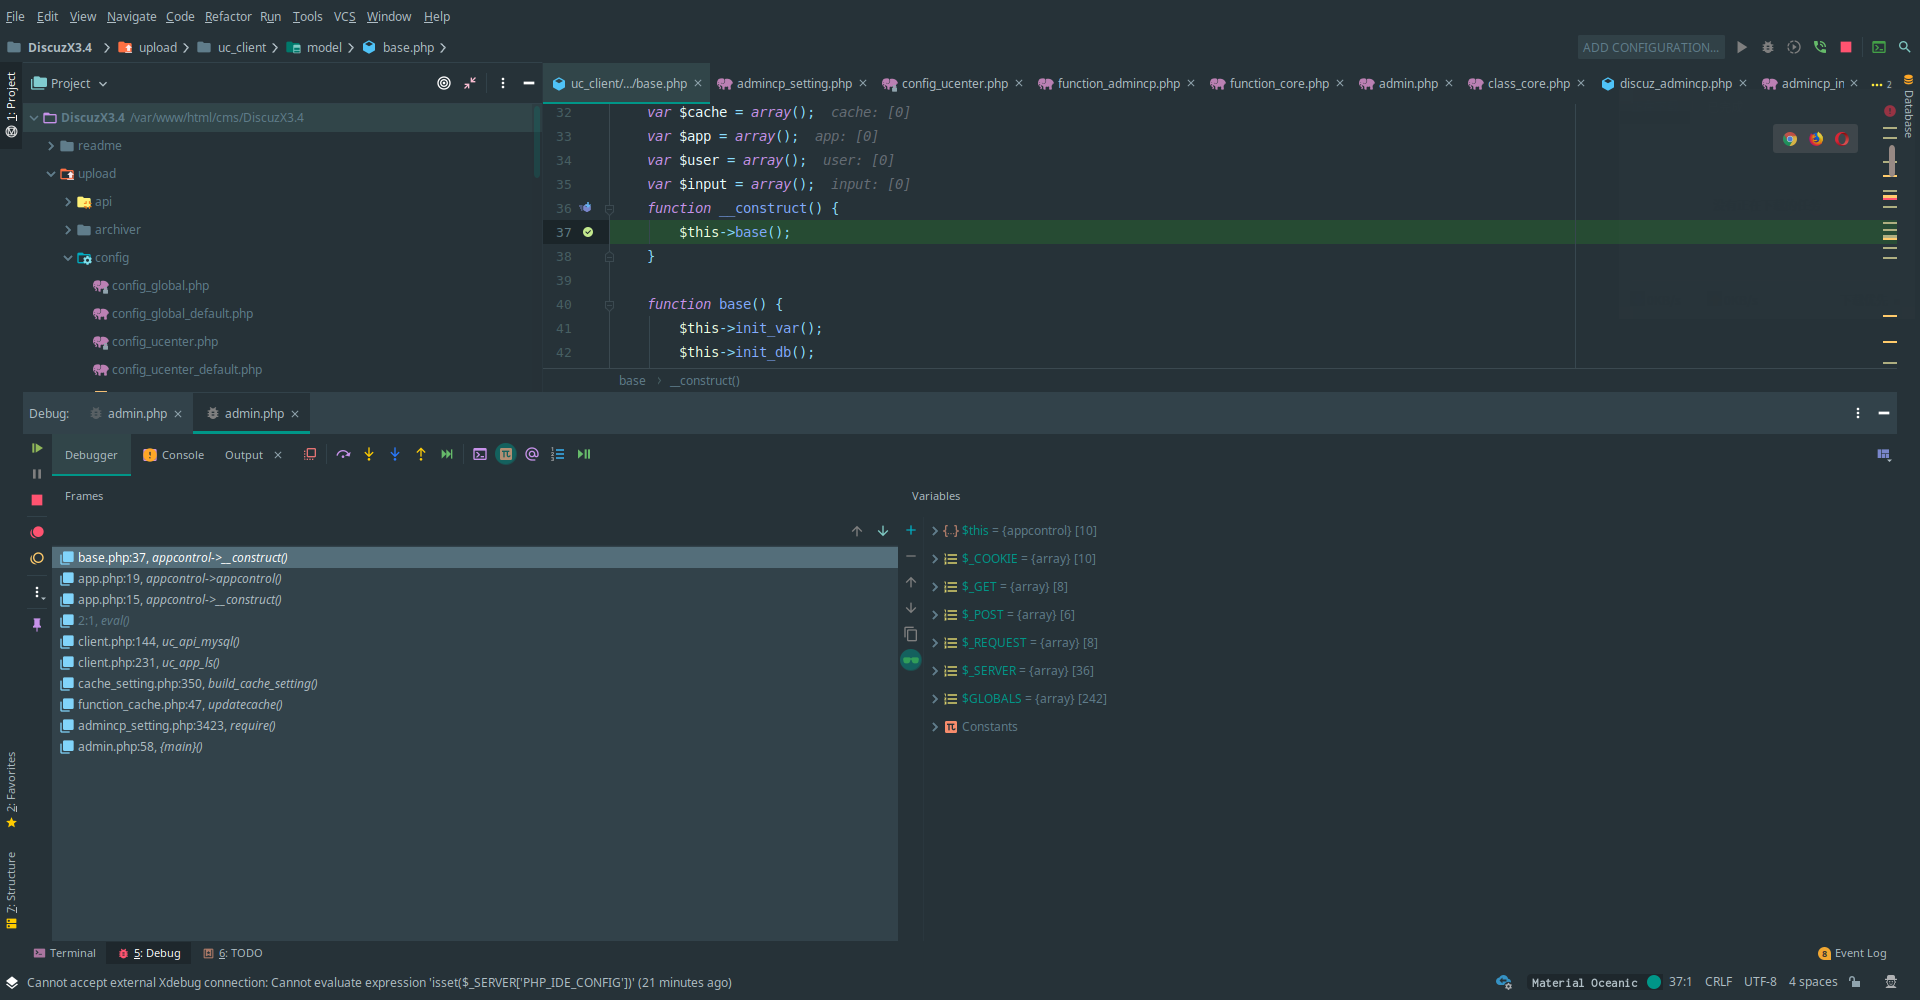 File Edit View Navigate Code Refactor Run Tools VCS Window Help
DiscuzX3.4 upload uc_client model base.php ADD CONFIGURATION...
1: Project
Project
DiscuzX3.4 /var/www/html/cms/DiscuzX3.4
readme
upload
api
archiver
config
config_global.php
config_global_default.php
config_ucenter.php
config_ucenter_default.php
uc_client/.../base.php admincp_setting.php config_ucenter.php function_admincp.php function_core.php admin.php class_core.php discuz_admincp.php admincp_in 2
Database
32 var $cache = array(); cache: [0]
33 var $app = array(); app: [0]
34 var $user = array(); user: [0]
35 var $input = array(); input: [0]
36 function __construct() {
37 $this->base();
38 }
39
40 function base() {
41 $this->init_var();
42 $this->init_db();
base __construct()
Debug: admin.php admin.php
Debugger Console Output
Frames
base.php:37, appcontrol->__construct()
app.php:19, appcontrol->appcontrol()
app.php:15, appcontrol->__construct()
2:1, eval()
client.php:144, uc_api_mysql()
client.php:231, uc_app_ls()
cache_setting.php:350, build_cache_setting()
function_cache.php:47, updatecache()
admincp_setting.php:3423, require()
admin.php:58, {main}()
Variables
$this = {appcontrol} [10]
$_COOKIE = {array} [10]
$_GET = {array} [8]
$_POST = {array} [6]
$_REQUEST = {array} [8]
$_SERVER = {array} [36]
$GLOBALS = {array} [242]
Constants
2: Favorites
7: Structure
Terminal 5: Debug 6: TODO 8 Event Log
Cannot accept external Xdebug connection: Cannot evaluate expression 'isset($_SERVER['PHP_IDE_CONFIG'])' (21 minutes ago) Material Oceanic 37:1 CRLF UTF-8 4 spaces